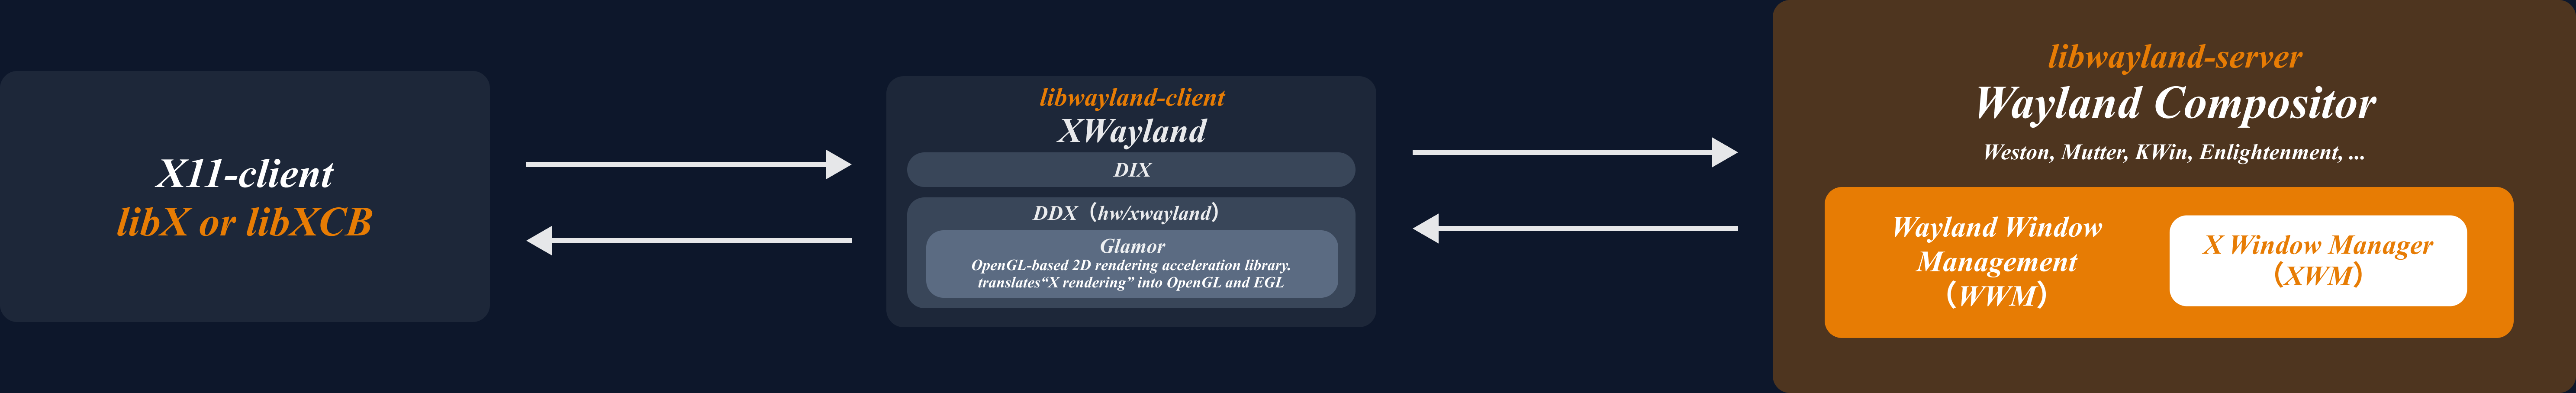 X11-client
libX or libXCB
libwayland-client
XWayland
DIX
DDX（hw/xwayland）
Glamor
OpenGL-based 2D rendering acceleration library.
translates“X rendering” into OpenGL and EGL
libwayland-server
Wayland Compositor
Weston, Mutter, KWin, Enlightenment, ...
Wayland Window
Management
（WWM）
X Window Manager
（XWM）